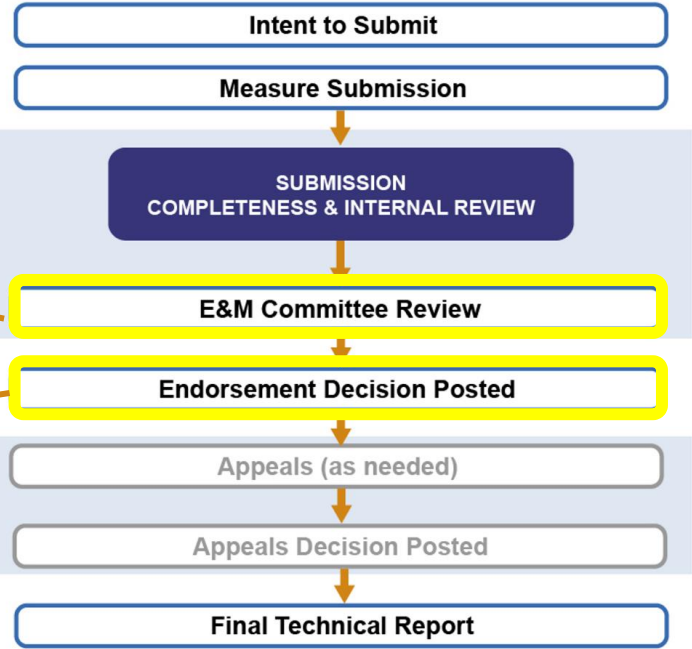 Intent to Submit
Measure Submission
SUBMISSION
COMPLETENESS & INTERNAL REVIEW
E&M Committee Review
Endorsement Decision Posted
Appeals (as needed)
Appeals Decision Posted
Final Technical Report